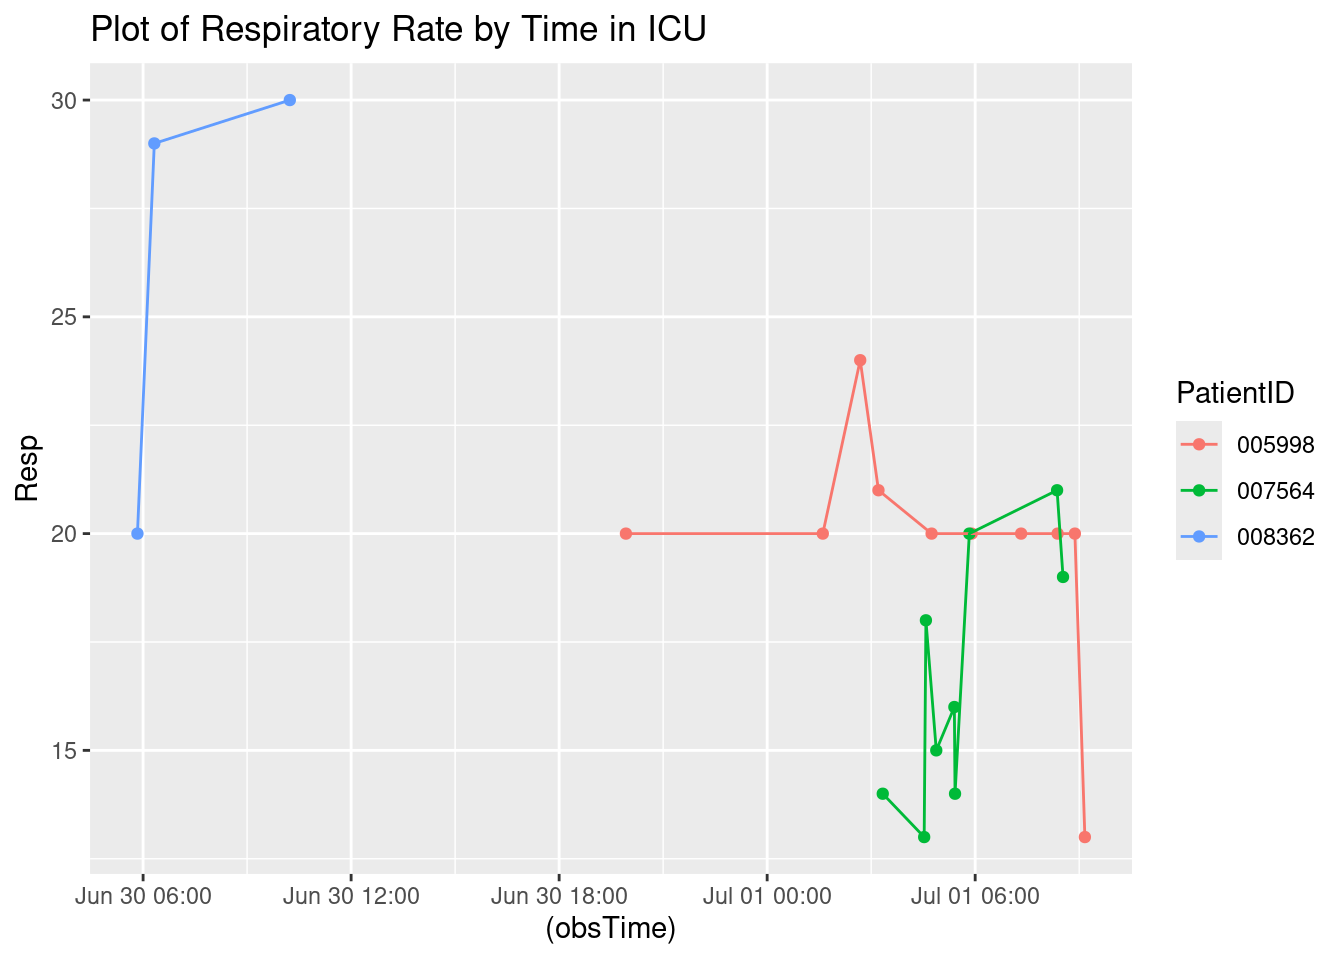 Plot of Respiratory Rate by Time in ICU
30
25
20
15
Resp
Jun 30 06:00
Jun 30 12:00
Jun 30 18:00
Jul 01 00:00
Jul 01 06:00
(obsTime)
PatientID
005998
007564
008362